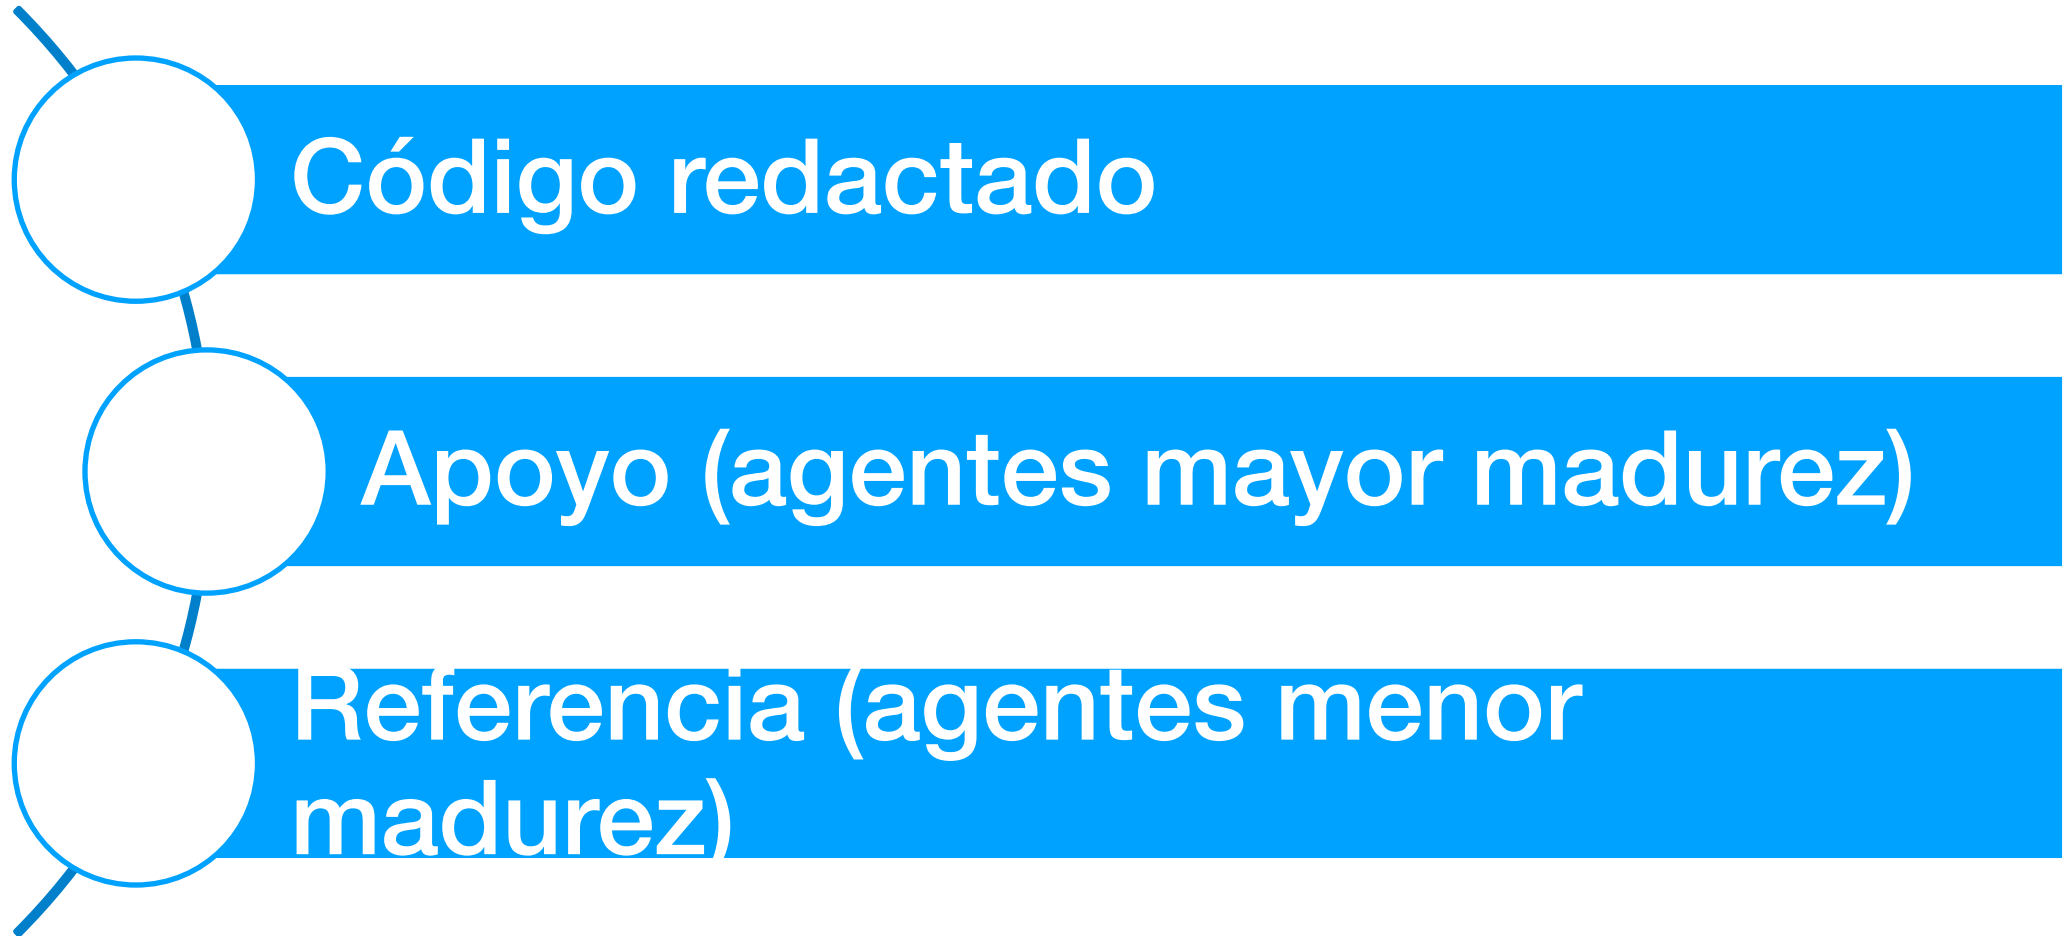 Código redactado
Apoyo (agentes mayor madurez)
Referencia (agentes menor
madurez)